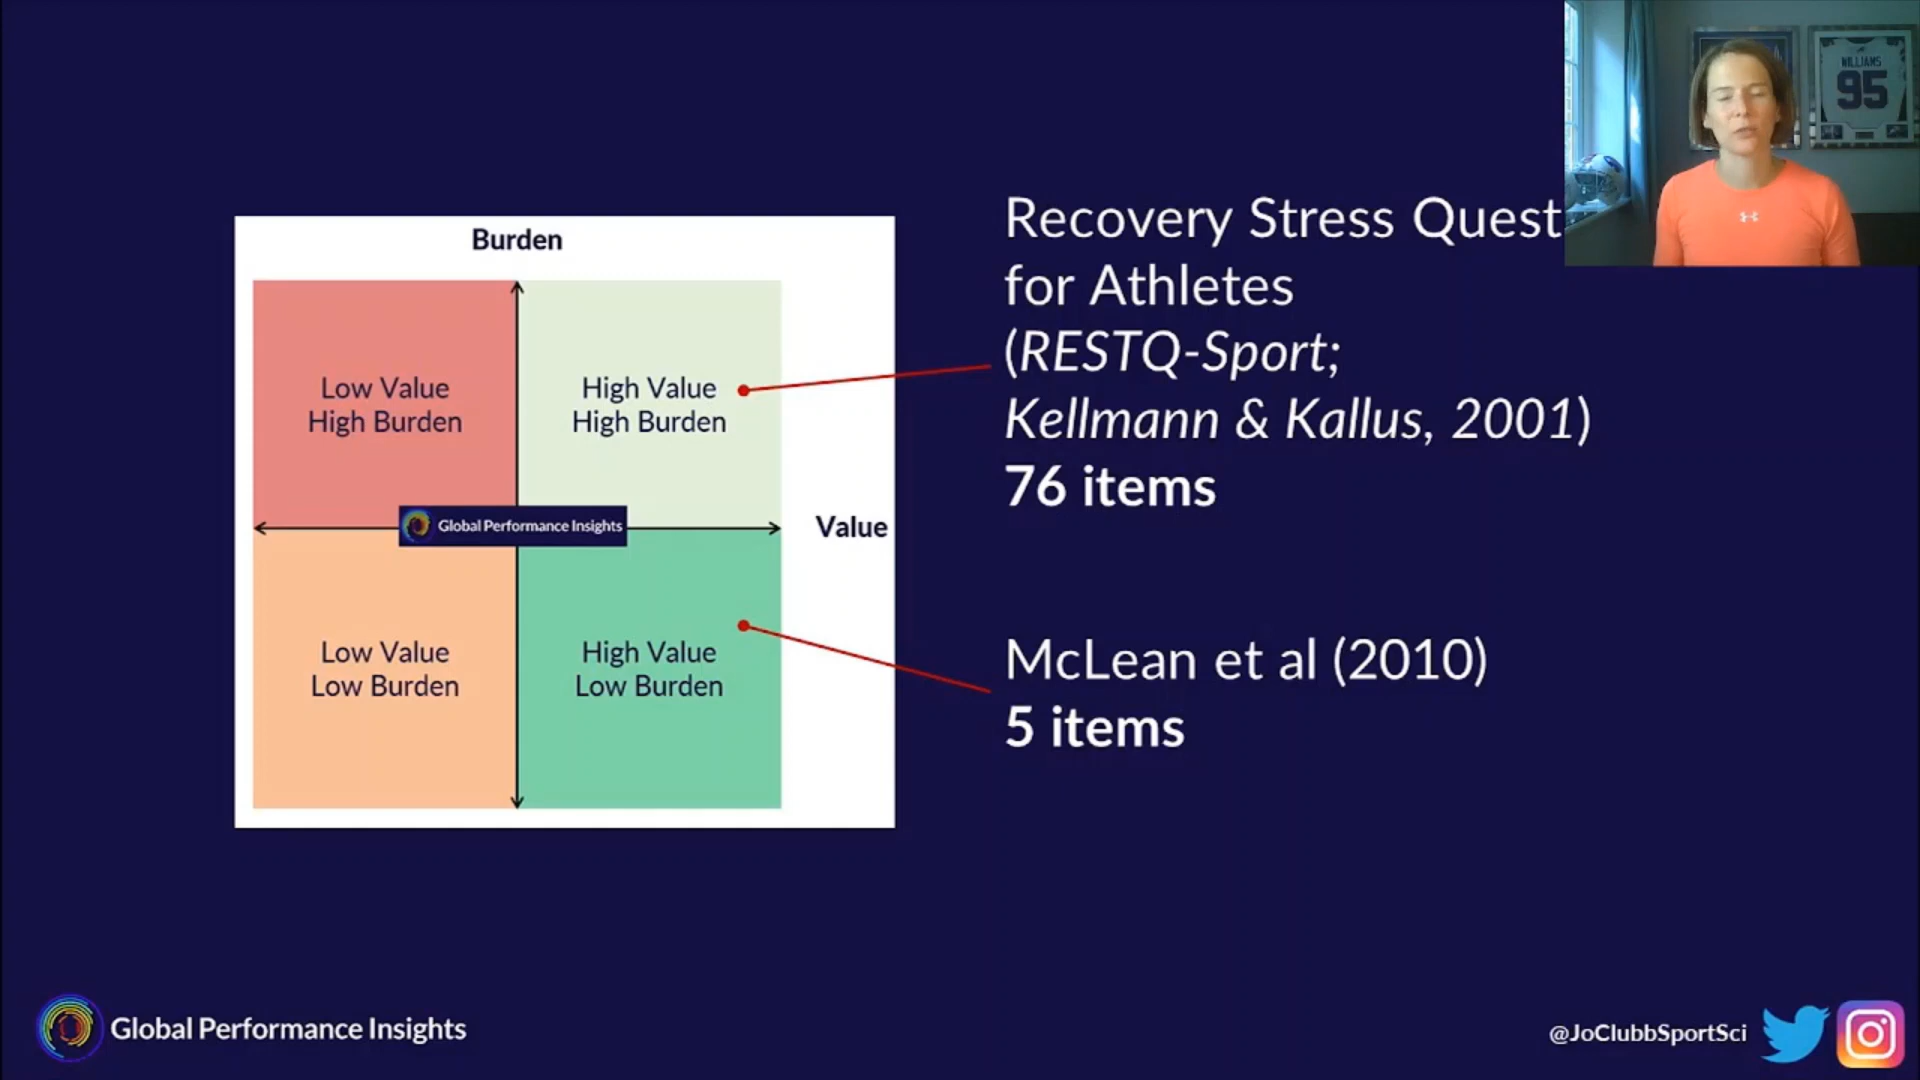 Burden
Low Value
High Burden
High Value
High Burden
Global Performance Insights
Value
Low Value
Low Burden
High Value
Low Burden
Recovery Stress Quest
for Athletes
(RESTQ-Sport;
Kellmann & Kallus, 2001)
76 items
McLean et al (2010)
5 items
WILLIAMS
95
Global Performance Insights
@JoClubbSportSci